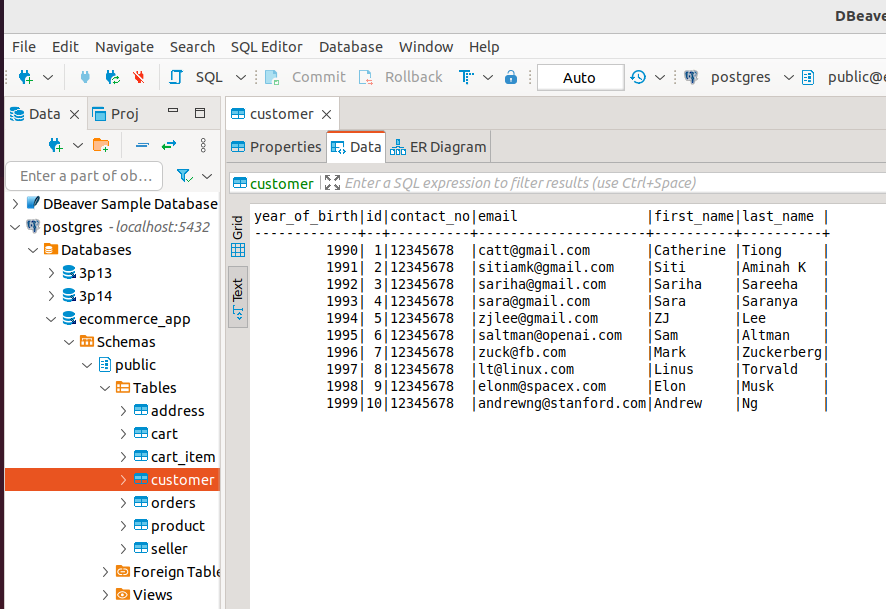 DBeave
File Edit Navigate Search SQL Editor Database Window Help
SQL Commit Rollback Auto postgres public@e
Data Proj
Enter a part of ob...
DBeaver Sample Database
postgres - localhost:5432
Databases
3p13
3p14
ecommerce_app
Schemas
public
Tables
address
cart
cart_item
customer
orders
product
seller
Foreign Table
Views
customer
Properties Data ER Diagram
customer Enter a SQL expression to filter results (use Ctrl+Space)
Grid
Text
year_of_birth|id|contact_no|email                |first_name|last_name |
-------------+--+----------+---------------------+----------+----------+
         1990| 1|12345678  |catt@gmail.com       |Catherine |Tiong     |
         1991| 2|12345678  |sitiamk@gmail.com    |Siti      |Aminah K  |
         1992| 3|12345678  |sariha@gmail.com     |Sariha    |Sareeha   |
         1993| 4|12345678  |sara@gmail.com       |Sara      |Saranya   |
         1994| 5|12345678  |zjlee@gmail.com      |ZJ        |Lee       |
         1995| 6|12345678  |saltman@openai.com   |Sam       |Altman    |
         1996| 7|12345678  |zuck@fb.com          |Mark      |Zuckerberg|
         1997| 8|12345678  |lt@linux.com         |Linus     |Torvald   |
         1998| 9|12345678  |elonm@spacex.com     |Elon      |Musk      |
         1999|10|12345678  |andrewng@stanford.com|Andrew    |Ng        |